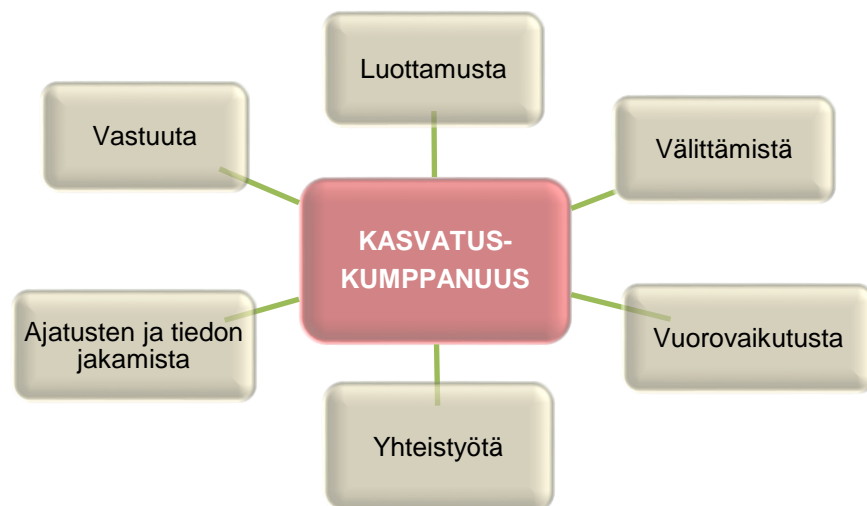 Luottamusta
Vastuuta
Välittämistä
KASVATUS-
KUMPPANUUS
Ajatusten ja tiedon
jakamista
Vuorovaikutusta
Yhteistyötä